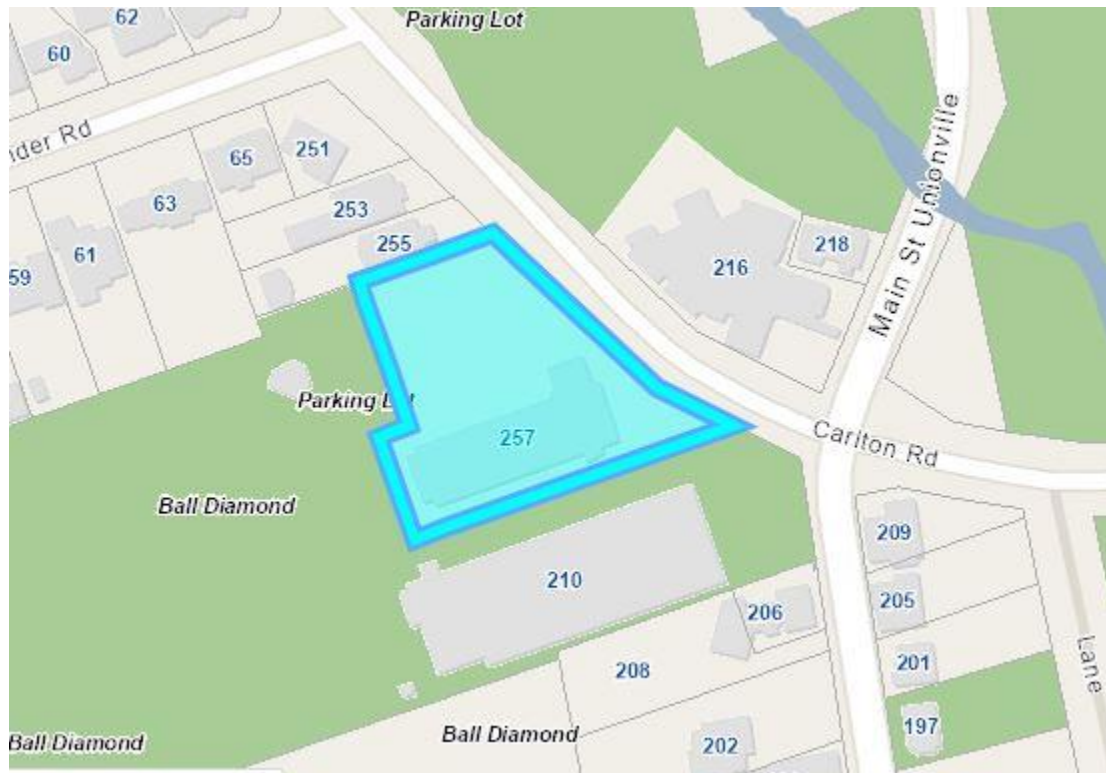 62
Parking Lot
60
nder Rd
65
251
Main St Unionville
63
253
255
61
59
218
216
Parking Lot
257
Carlton Rd
Ball Diamond
209
210
205
206
201
208
Lane
197
202
Ball Diamond
Ball Diamond